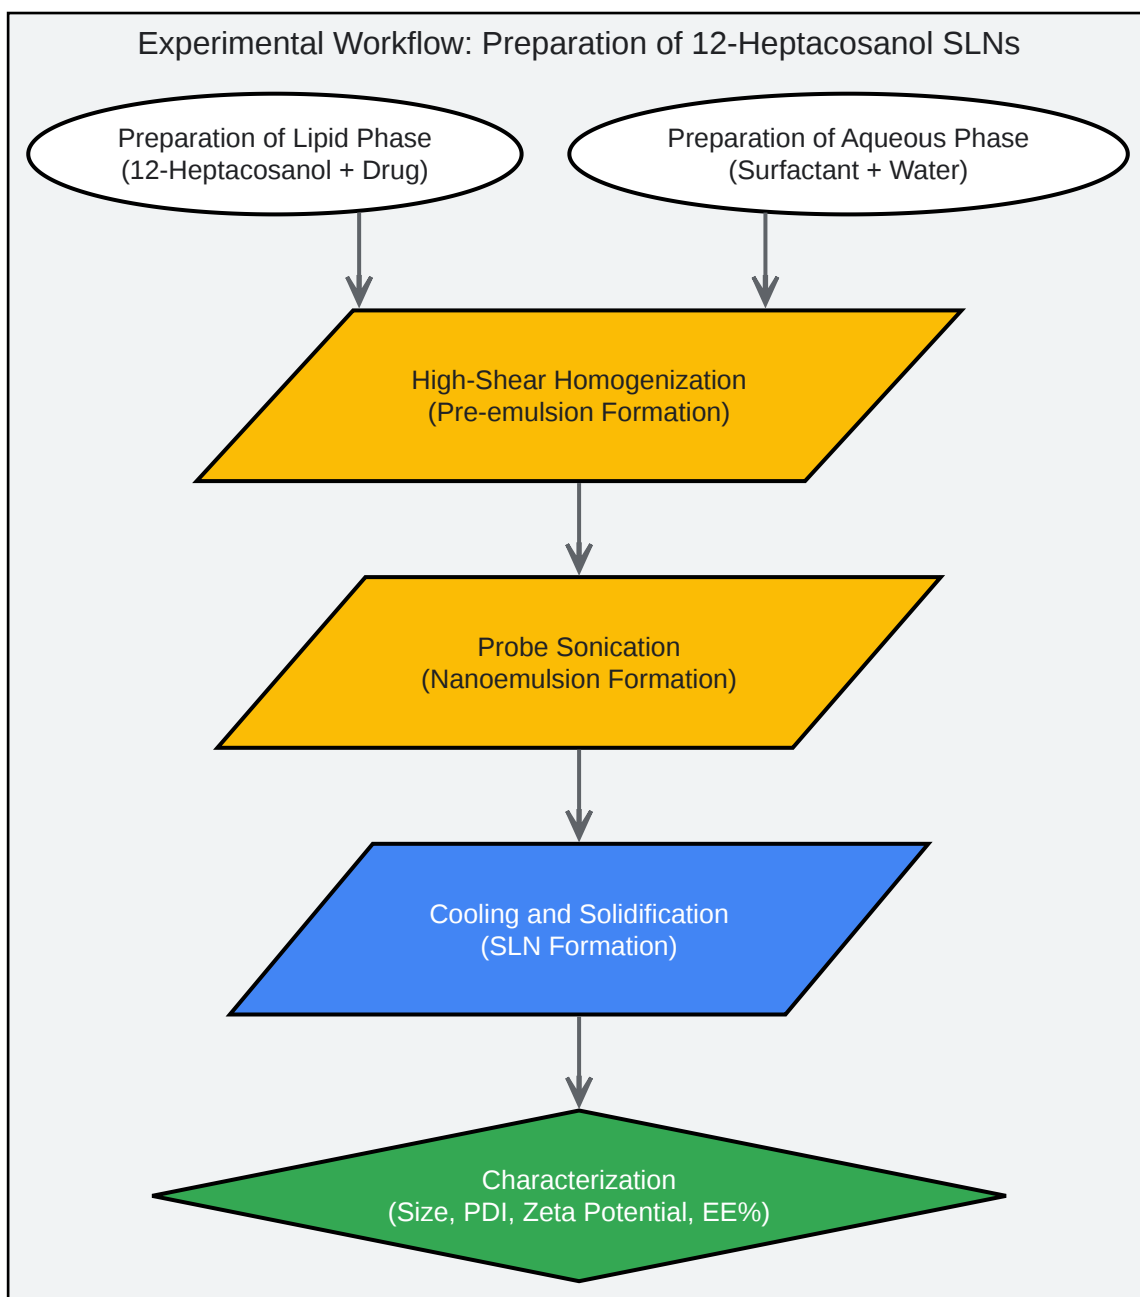 Experimental Workflow: Preparation of 12-Heptacosanol SLNs
Preparation of Lipid Phase
(12-Heptacosanol + Drug)
Preparation of Aqueous Phase
(Surfactant + Water)
High-Shear Homogenization
(Pre-emulsion Formation)
Probe Sonication
(Nanoemulsion Formation)
Cooling and Solidification
(SLN Formation)
Characterization
(Size, PDI, Zeta Potential, EE%)